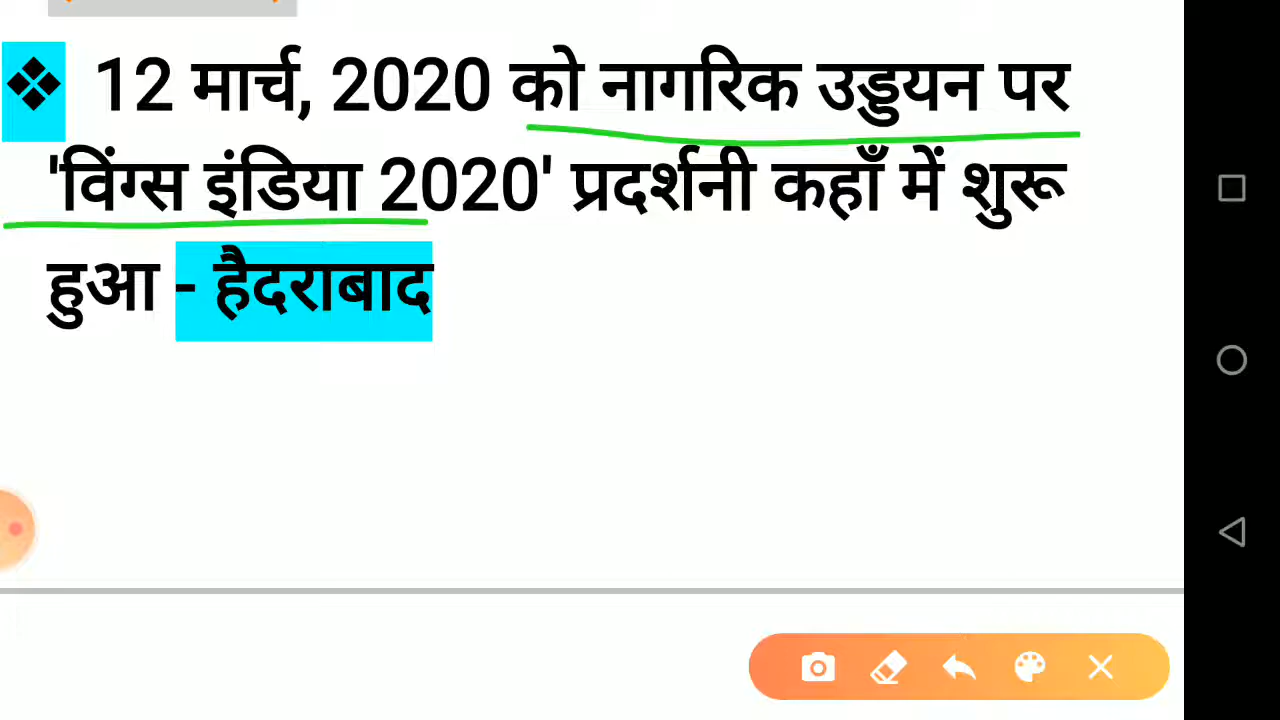 ❖ 12 मार्च, 2020 को नागरिक उड्डयन पर
'विंग्स इंडिया 2020' प्रदर्शनी कहाँ में शुरू
हुआ - हैदराबाद